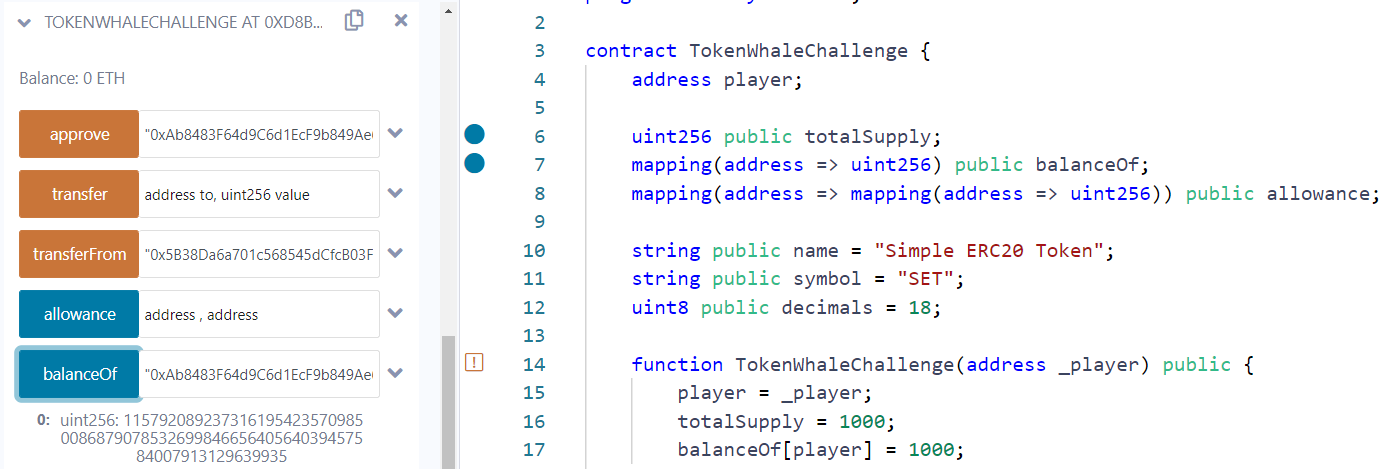 TOKENWHALECHALLENGE AT 0XD8B...
Balance: 0 ETH
approve "0xAb8483F64d9C6d1EcF9b849Ae
transfer address to, uint256 value
transferFrom "0x5B38Da6a701c568545dCfcB03F
allowance address , address
balanceOf "0xAb8483F64d9C6d1EcF9b849Ae
0: uint256: 115792089237316195423570985
008687907853269984665640564039457 5
84007913129639935
2
3 contract TokenWhaleChallenge {
4 address player;
5
6 uint256 public totalSupply;
7 mapping(address => uint256) public balanceOf;
8 mapping(address => mapping(address => uint256)) public allowance;
9
10 string public name = "Simple ERC20 Token";
11 string public symbol = "SET";
12 uint8 public decimals = 18;
13
14 function TokenWhaleChallenge(address _player) public {
15 player = _player;
16 totalSupply = 1000;
17 balanceOf[player] = 1000;